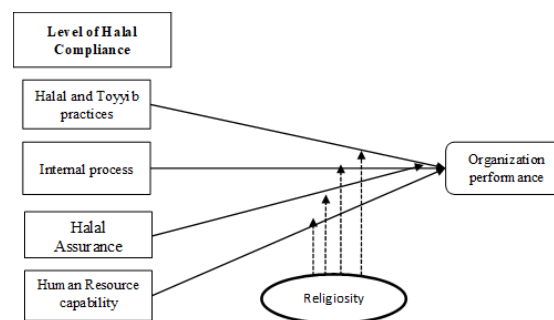 Level of Halal
Compliance
Halal and Toyyib
practices
Internal process
Halal
Assurance
Human Resource
capability
Organization
performance
Religiosity